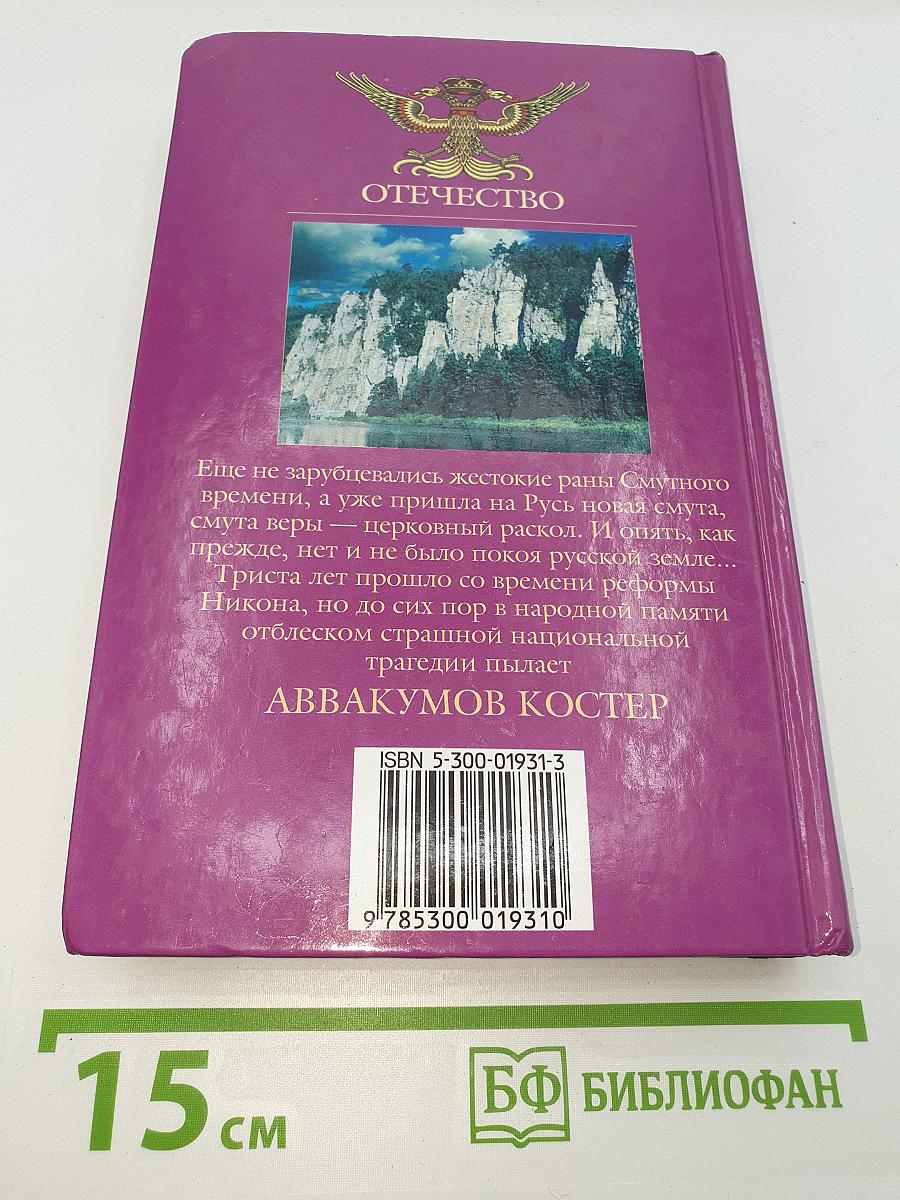 ОТЕЧЕСТВО
Еще не зарубцевались жестокие раны Смутного
времени, а уже пришла на Русь новая смута,
смута веры — церковный раскол. И опять, как
прежде, нет и не было покоя русской земле...
Триста лет прошло со времени реформы
Никона, но до сих пор в народной памяти
отблеском страшной национальной
трагедии пылает
АВВАКУМОВ КОСТЕР
ISBN 5-300-01931-3
9 785300 019310
15 см
БФ БИБЛИОФАН